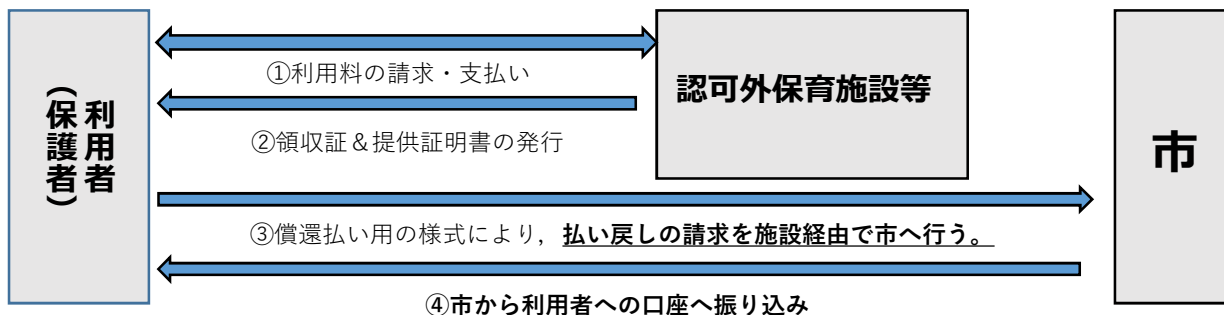 利用者
（保護者）
①利用料の請求・支払い
認可外保育施設等
市
②領収証＆提供証明書の発行
③償還払い用の様式により，払い戻しの請求を施設経由で市へ行う。
④市から利用者への口座へ振り込み